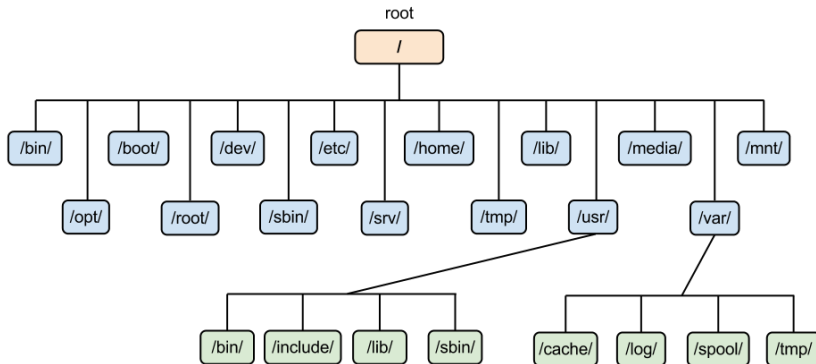 root
/
/bin/
/boot/
/dev/
/etc/
/home/
/lib/
/media/
/mnt/
/opt/
/root/
/sbin/
/srv/
/tmp/
/usr/
/var/
/bin/
/include/
/lib/
/sbin/
/cache/
/log/
/spool/
/tmp/